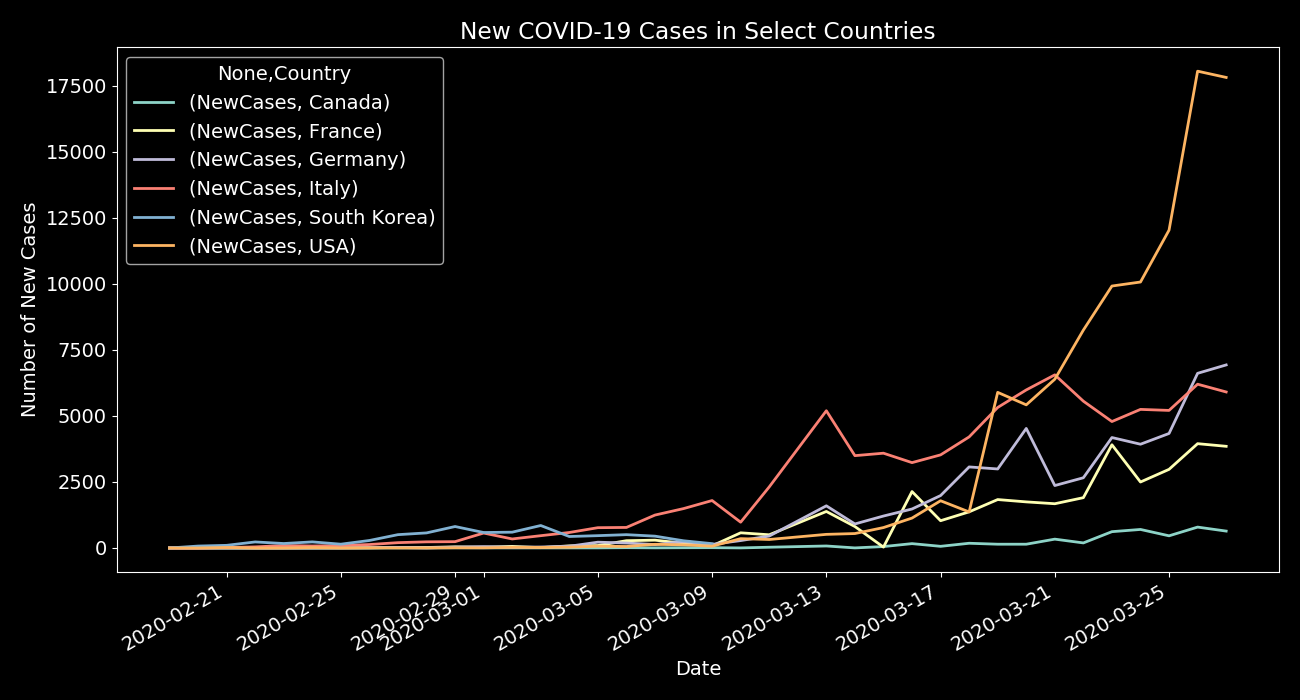 New COVID-19 Cases in Select Countries
None,Country
(NewCases, Canada)
(NewCases, France)
(NewCases, Germany)
(NewCases, Italy)
(NewCases, South Korea)
(NewCases, USA)
Number of New Cases
17500
15000
12500
10000
7500
5000
2500
0
2020-02-21
2020-02-25
2020-02-29
2020-03-01
2020-03-05
2020-03-09
2020-03-13
2020-03-17
2020-03-21
2020-03-25
Date